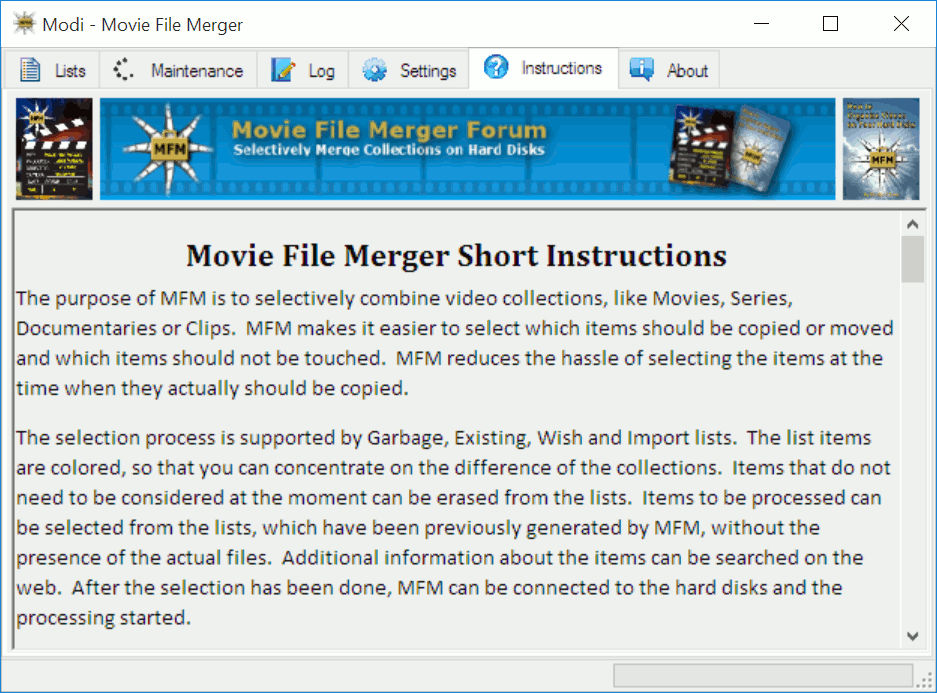 Modi - Movie File Merger
Lists Maintenance Log Settings Instructions About
MFM
Movie File Merger Forum
Selectively Merge Collections on Hard Disks
MFM
MFM
Movie File Merger Short Instructions
The purpose of MFM is to selectively combine video collections, like Movies, Series,
Documentaries or Clips.  MFM makes it easier to select which items should be copied or moved
and which items should not be touched.  MFM reduces the hassle of selecting the items at the
time when they actually should be copied.
The selection process is supported by Garbage, Existing, Wish and Import lists.  The list items
are colored, so that you can concentrate on the difference of the collections.  Items that do not
need to be considered at the moment can be erased from the lists.  Items to be processed can
be selected from the lists, which have been previously generated by MFM, without the
presence of the actual files.  Additional information about the items can be searched on the
web.  After the selection has been done, MFM can be connected to the hard disks and the
processing started.